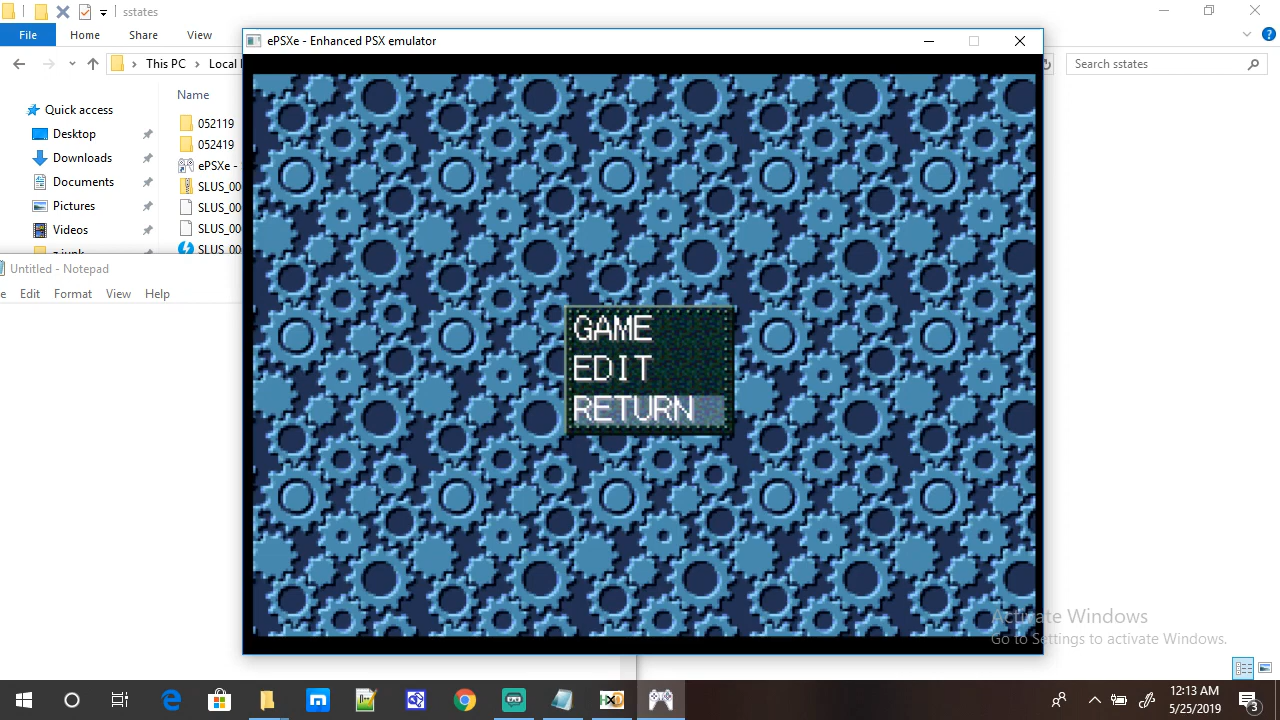 sstates
File
Home
Share
View
This PC
Local
Search sstates
Name
Quick access
Desktop
Downloads
Documents
Pictures
Videos
052119
052419
ePSXe -
SLUS_00
SLUS_00
SLUS_00
SLUS_00
Untitled - Notepad
Edit
Format
View
Help
ePSXe - Enhanced PSX emulator
GAME
EDIT
RETURN
Activate Windows
Go to Settings to activate Windows.
12:13 AM
5/25/2019
3